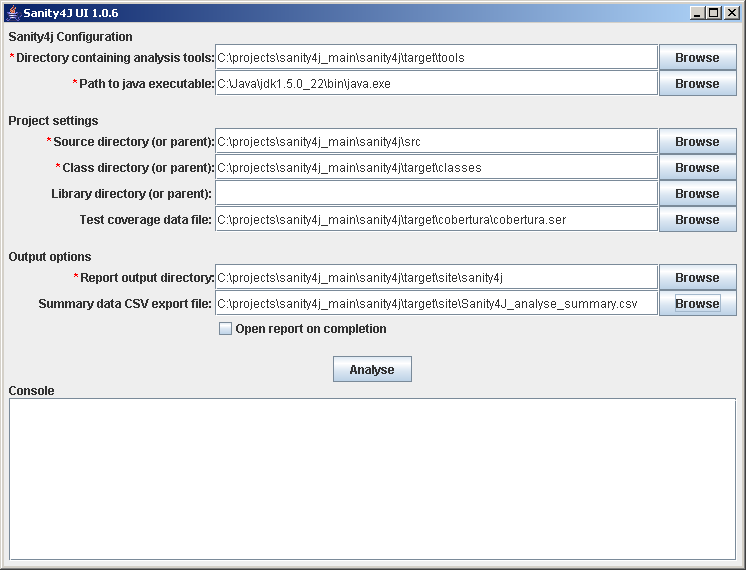 Sanity4J UI 1.0.6
Sanity4j Configuration
*Directory containing analysis tools: C:\projects\sanity4j_main\sanity4j\target\tools Browse
*Path to java executable: C:\Java\jdk1.5.0_22\bin\java.exe Browse
Project settings
*Source directory (or parent): C:\projects\sanity4j_main\sanity4j\src Browse
*Class directory (or parent): C:\projects\sanity4j_main\sanity4j\target\classes Browse
Library directory (or parent): Browse
Test coverage data file: C:\projects\sanity4j_main\sanity4j\target\cobertura\cobertura.ser Browse
Output options
*Report output directory: C:\projects\sanity4j_main\sanity4j\target\site\sanity4j Browse
Summary data CSV export file: C:\projects\sanity4j_main\sanity4j\target\site\Sanity4J_analyse_summary.csv Browse
Open report on completion
Analyse
Console